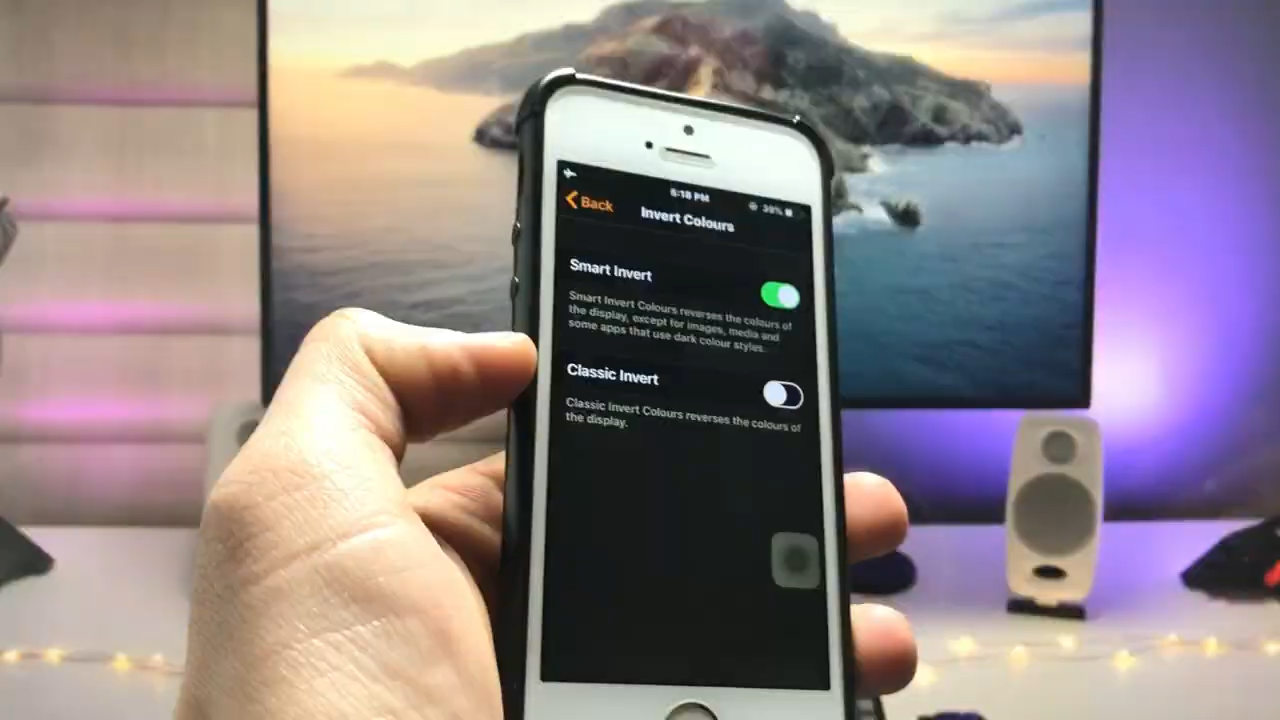 5:18 PM 39%
Back Invert Colours
Smart Invert
Smart Invert Colours reverses the colours of
the display, except for images, media and
some apps that use dark colour styles.
Classic Invert
Classic Invert Colours reverses the colours of
the display.